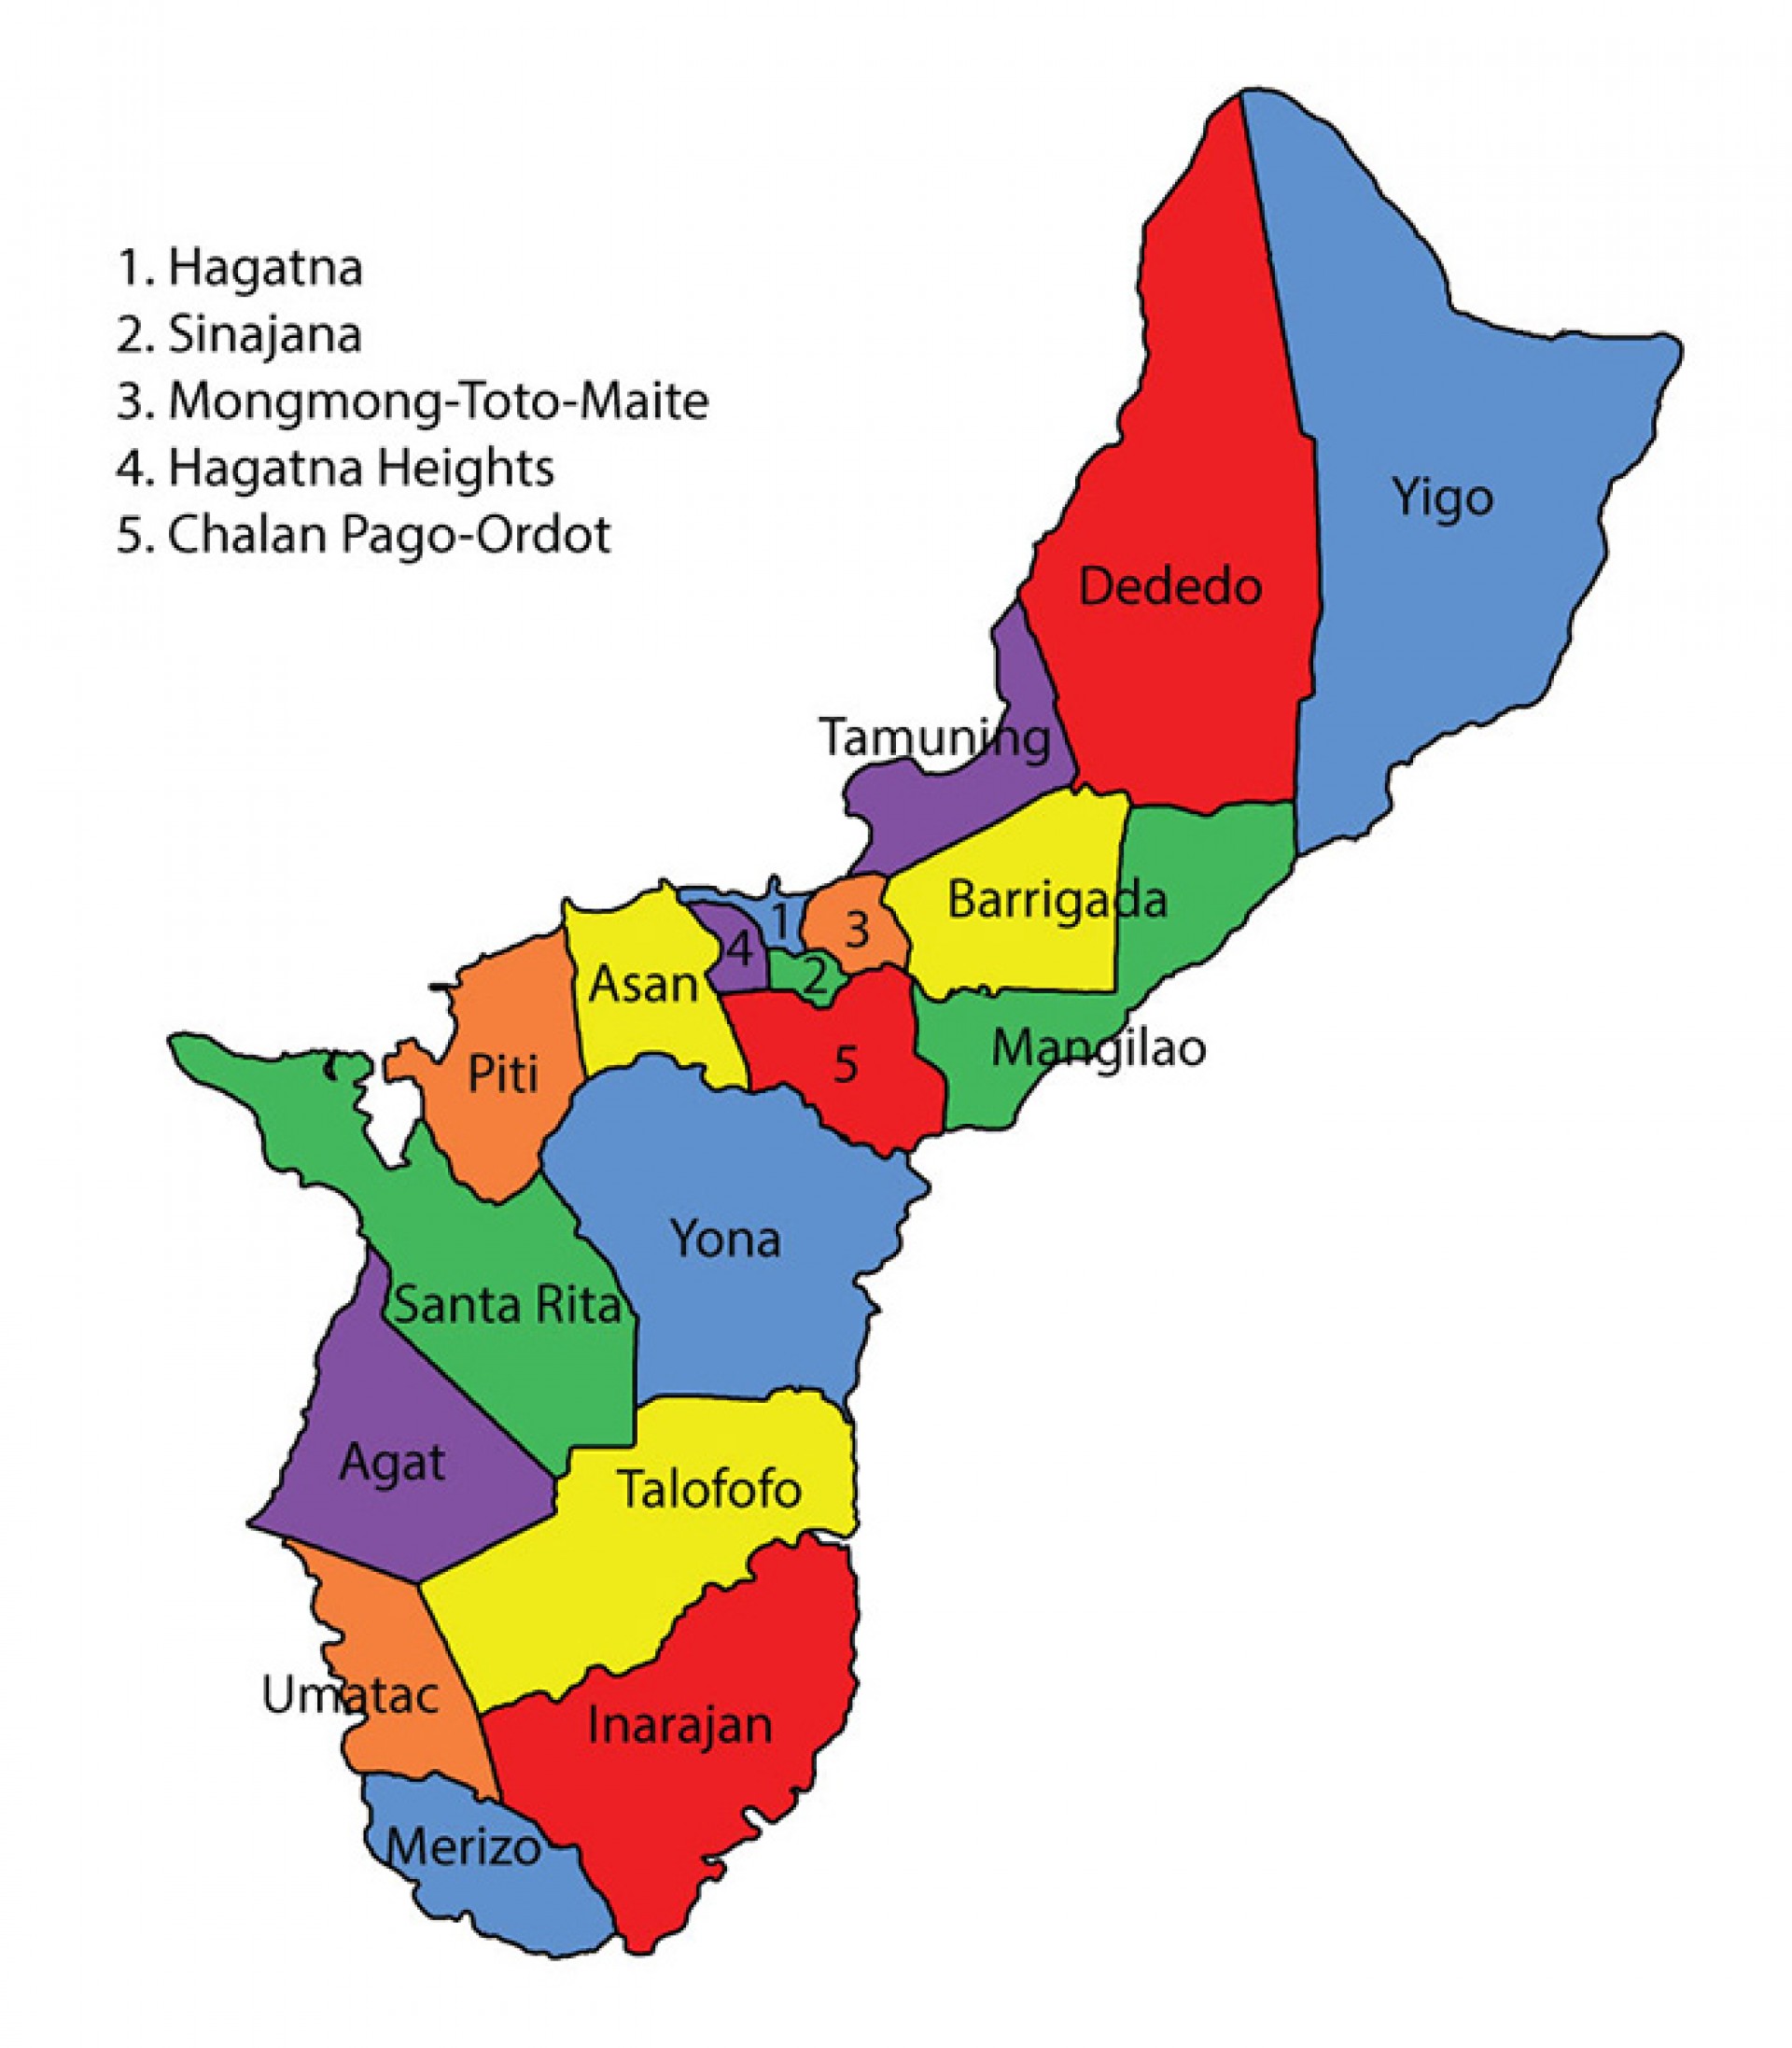 1. Hagatna
2. Sinajana
3. Mongmong-Toto-Maite
4. Hagatna Heights
5. Chalan Pago-Ordot
Yigo
Dededo
Tamuning
Barrigada
1
3
4
2
Asan
Mangilao
5
Piti
Yona
Santa Rita
Agat
Talofofo
Umatac
Inarajan
Merizo